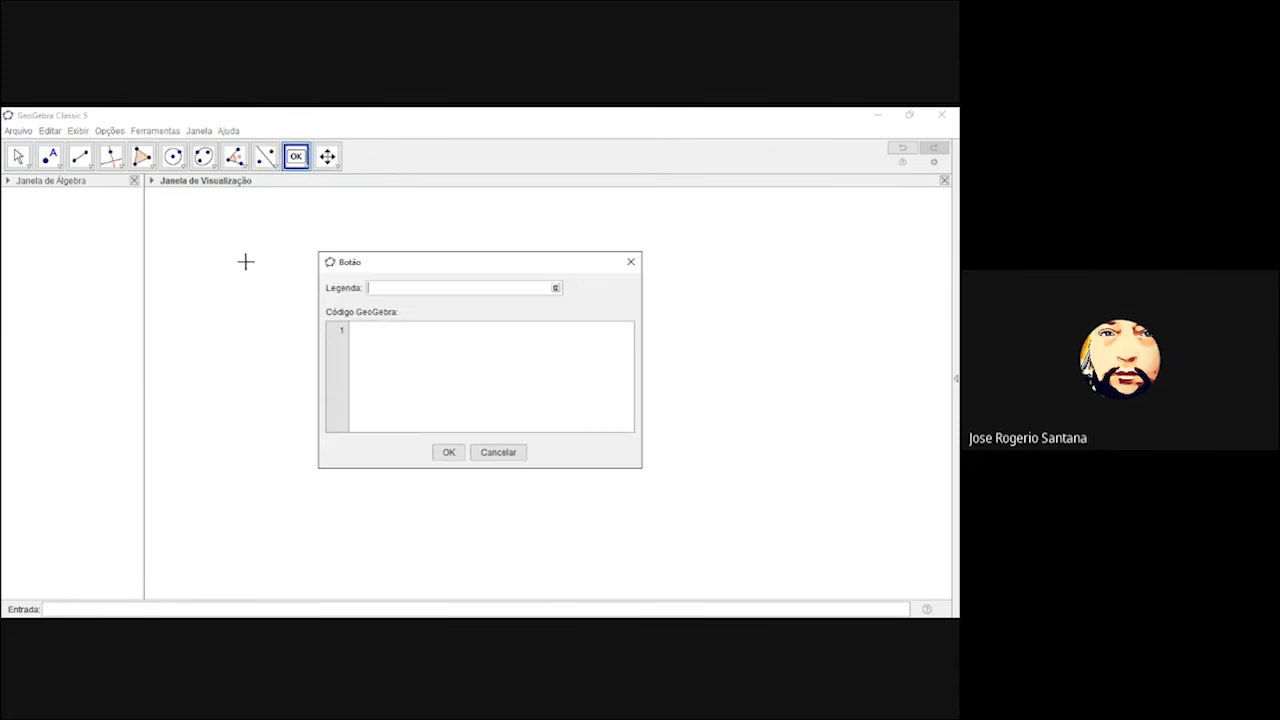 GeoGebra Classic 5
Arquivo Editar Exibir Opções Ferramentas Janela Ajuda
A
OK
Janela de Álgebra
Janela de Visualização
Botão
Legenda:
α
Código GeoGebra:
1
OK Cancelar
Jose Rogerio Santana
Entrada: